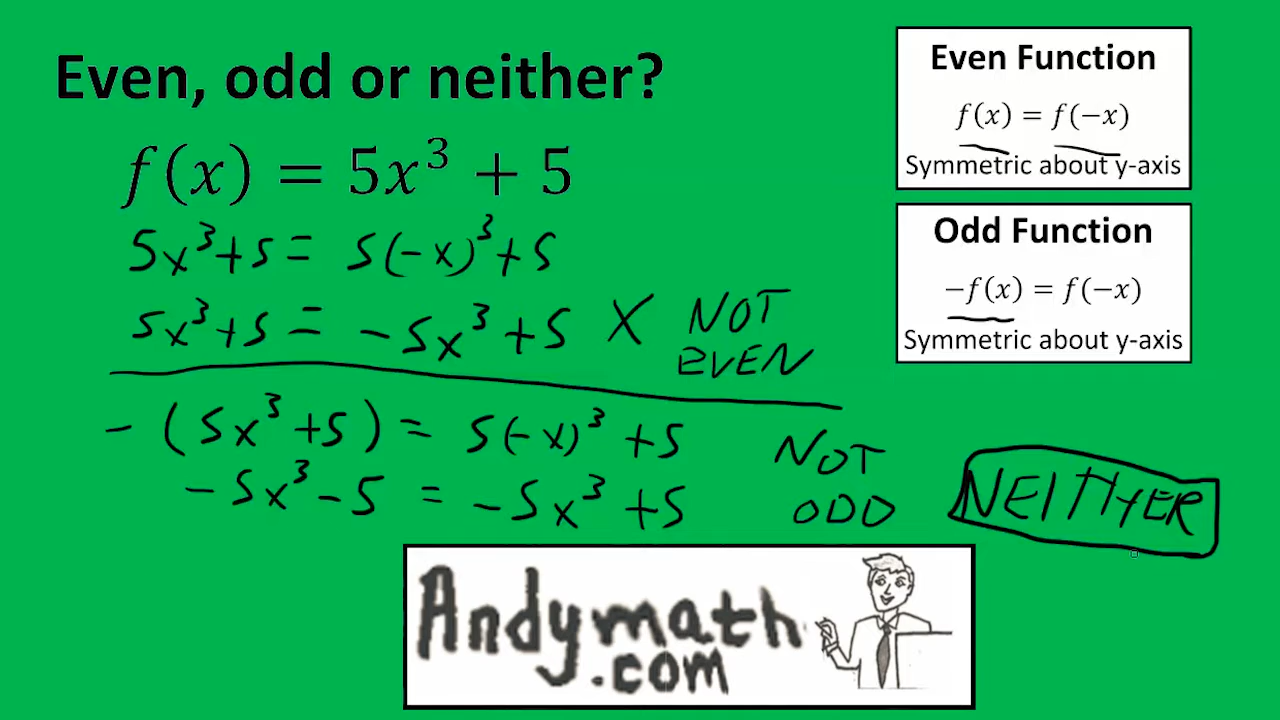 Even, odd or neither?
f(x) = 5x³ + 5
5x³+5 = 5(-x)³+5
5x³+5 = -5x³+5 X NOT
EVEN
-(5x³+5) = 5(-x)³+5 NOT
-5x³-5 = -5x³+5 ODD
NEITHER
Even Function
f(x) = f(−x)
Symmetric about y-axis
Odd Function
−f(x) = f(−x)
Symmetric about y-axis
Andymath
.com